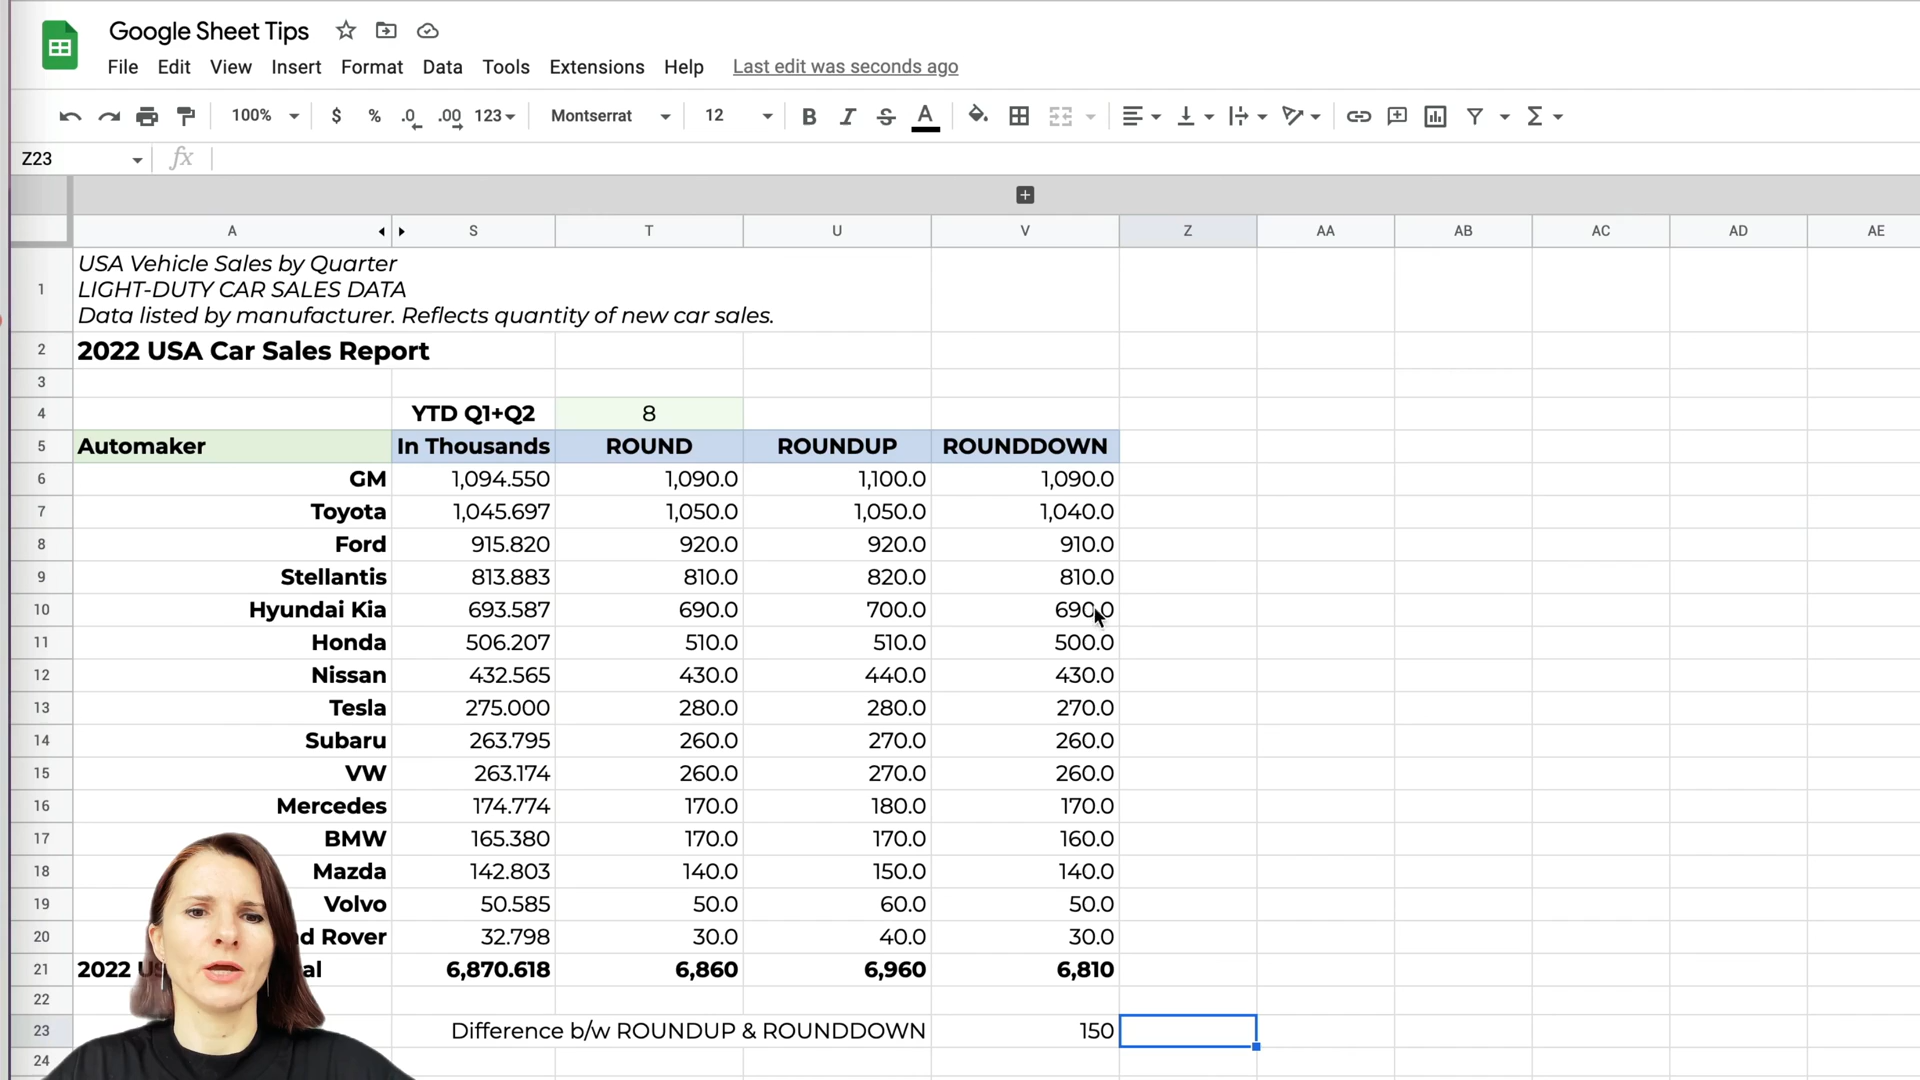 Google Sheet Tips
File Edit View Insert Format Data Tools Extensions Help Last edit was seconds ago
100% $ % .0 .00 123 Montserrat 12 B I S A Σ
Z23 fx
A S T U V Z AA AB AC AD AE
USA Vehicle Sales by Quarter
1 LIGHT-DUTY CAR SALES DATA
Data listed by manufacturer. Reflects quantity of new car sales.
2 2022 USA Car Sales Report
3
4 YTD Q1+Q2 8
5 Automaker In Thousands ROUND ROUNDUP ROUNDDOWN
6 GM 1,094.550 1,090.0 1,100.0 1,090.0
7 Toyota 1,045.697 1,050.0 1,050.0 1,040.0
8 Ford 915.820 920.0 920.0 910.0
9 Stellantis 813.883 810.0 820.0 810.0
10 Hyundai Kia 693.587 690.0 700.0 690.0
11 Honda 506.207 510.0 510.0 500.0
12 Nissan 432.565 430.0 440.0 430.0
13 Tesla 275.000 280.0 280.0 270.0
14 Subaru 263.795 260.0 270.0 260.0
15 VW 263.174 260.0 270.0 260.0
16 Mercedes 174.774 170.0 180.0 170.0
17 BMW 165.380 170.0 170.0 160.0
18 Mazda 142.803 140.0 150.0 140.0
19 Volvo 50.585 50.0 60.0 50.0
20 Rover 32.798 30.0 40.0 30.0
21 2022 6,870.618 6,860 6,960 6,810
22
23 Difference b/w ROUNDUP & ROUNDDOWN 150
24